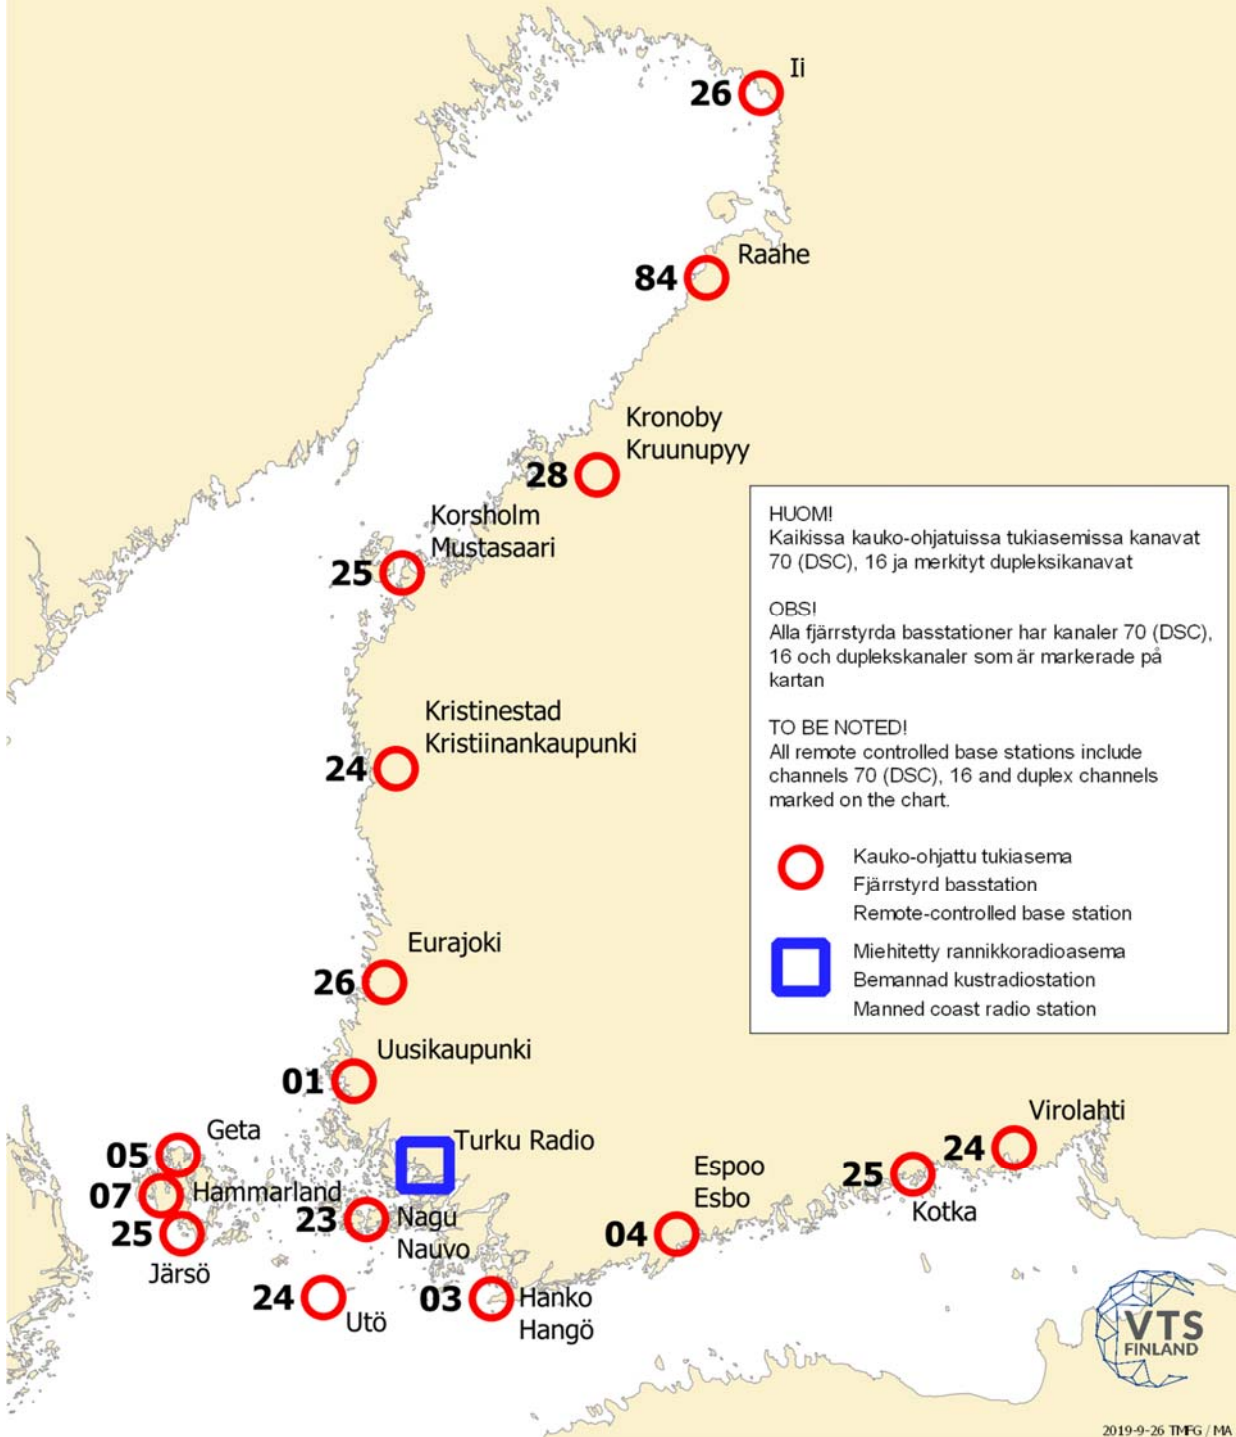 Ii
26
Raahe
84
Kronoby
Kruunupyy
28
Korsholm
Mustasaari
25
HUOM!
Kaikissa kauko-ohjatuissa tukiasemissa kanavat
70 (DSC), 16 ja merkityt dupleksikanavat
OBS!
Alla fjärrstyrda basstationer har kanaler 70 (DSC),
16 och duplekskanaler som är markerade på
kartan
TO BE NOTED!
All remote controlled base stations include
channels 70 (DSC), 16 and duplex channels
marked on the chart.
Kauko-ohjattu tukiasema
Fjärrstyrd basstation
Remote-controlled base station
Miehitetty rannikkoradioasema
Bemannad kustradiostation
Manned coast radio station
Kristinestad
Kristiinankaupunki
24
Eurajoki
26
Uusikaupunki
01
Geta
05
Hammarland
07
25
Järsö
Turku Radio
23
Nagu
Nauvo
24
Utö
03
Hanko
Hangö
Espoo
Esbo
04
25
Kotka
Virolahti
24
VTS
FINLAND
2019-9-26 TMFG / MA